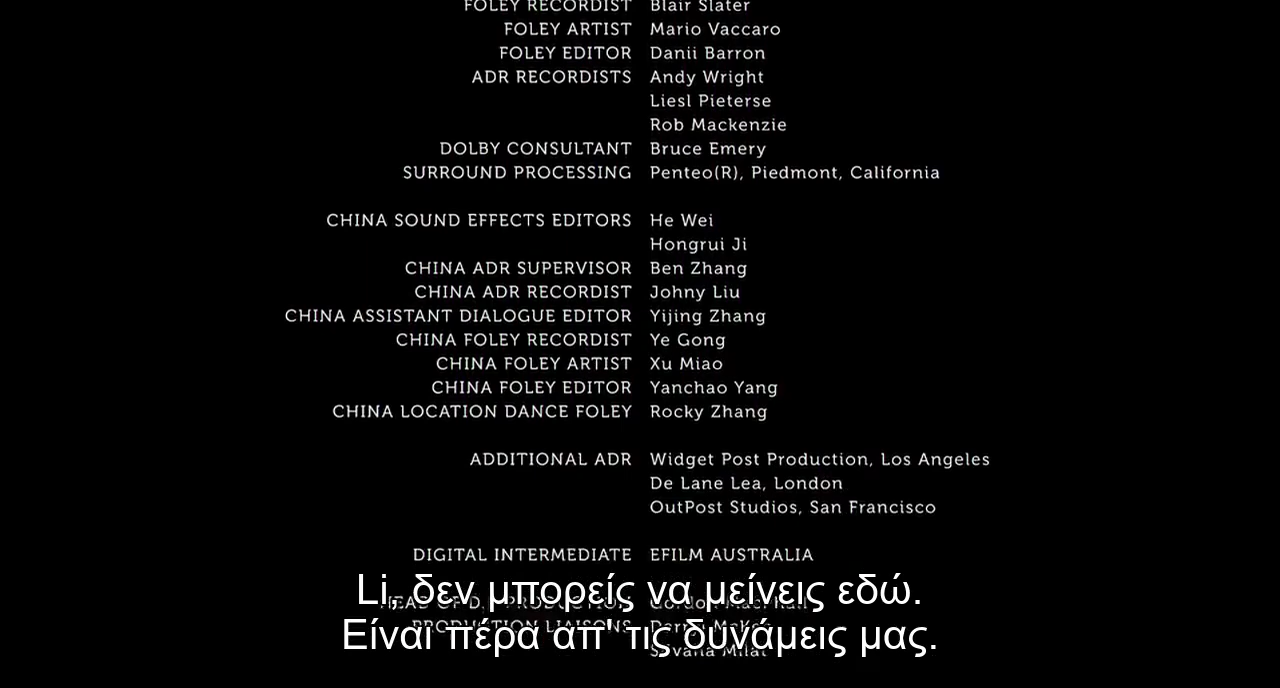 FOLEY RECORDIST Blair Slater
FOLEY ARTIST Mario Vaccaro
FOLEY EDITOR Danii Barron
ADR RECORDISTS Andy Wright
Liesl Pieterse
Rob Mackenzie
DOLBY CONSULTANT Bruce Emery
SURROUND PROCESSING Penteo(R), Piedmont, California
CHINA SOUND EFFECTS EDITORS He Wei
Hongrui Ji
CHINA ADR SUPERVISOR Ben Zhang
CHINA ADR RECORDIST Johny Liu
CHINA ASSISTANT DIALOGUE EDITOR Yijing Zhang
CHINA FOLEY RECORDIST Ye Gong
CHINA FOLEY ARTIST Xu Miao
CHINA FOLEY EDITOR Yanchao Yang
CHINA LOCATION DANCE FOLEY Rocky Zhang
ADDITIONAL ADR Widget Post Production, Los Angeles
De Lane Lea, London
OutPost Studios, San Francisco
DIGITAL INTERMEDIATE EFILM AUSTRALIA
Li, δεν μπορείς να μείνεις εδώ.
HEAD OF D.I. PRODUCTION
Είναι πέρα απ' τις δυνάμεις μας.
PRODUCTION LIAISONS